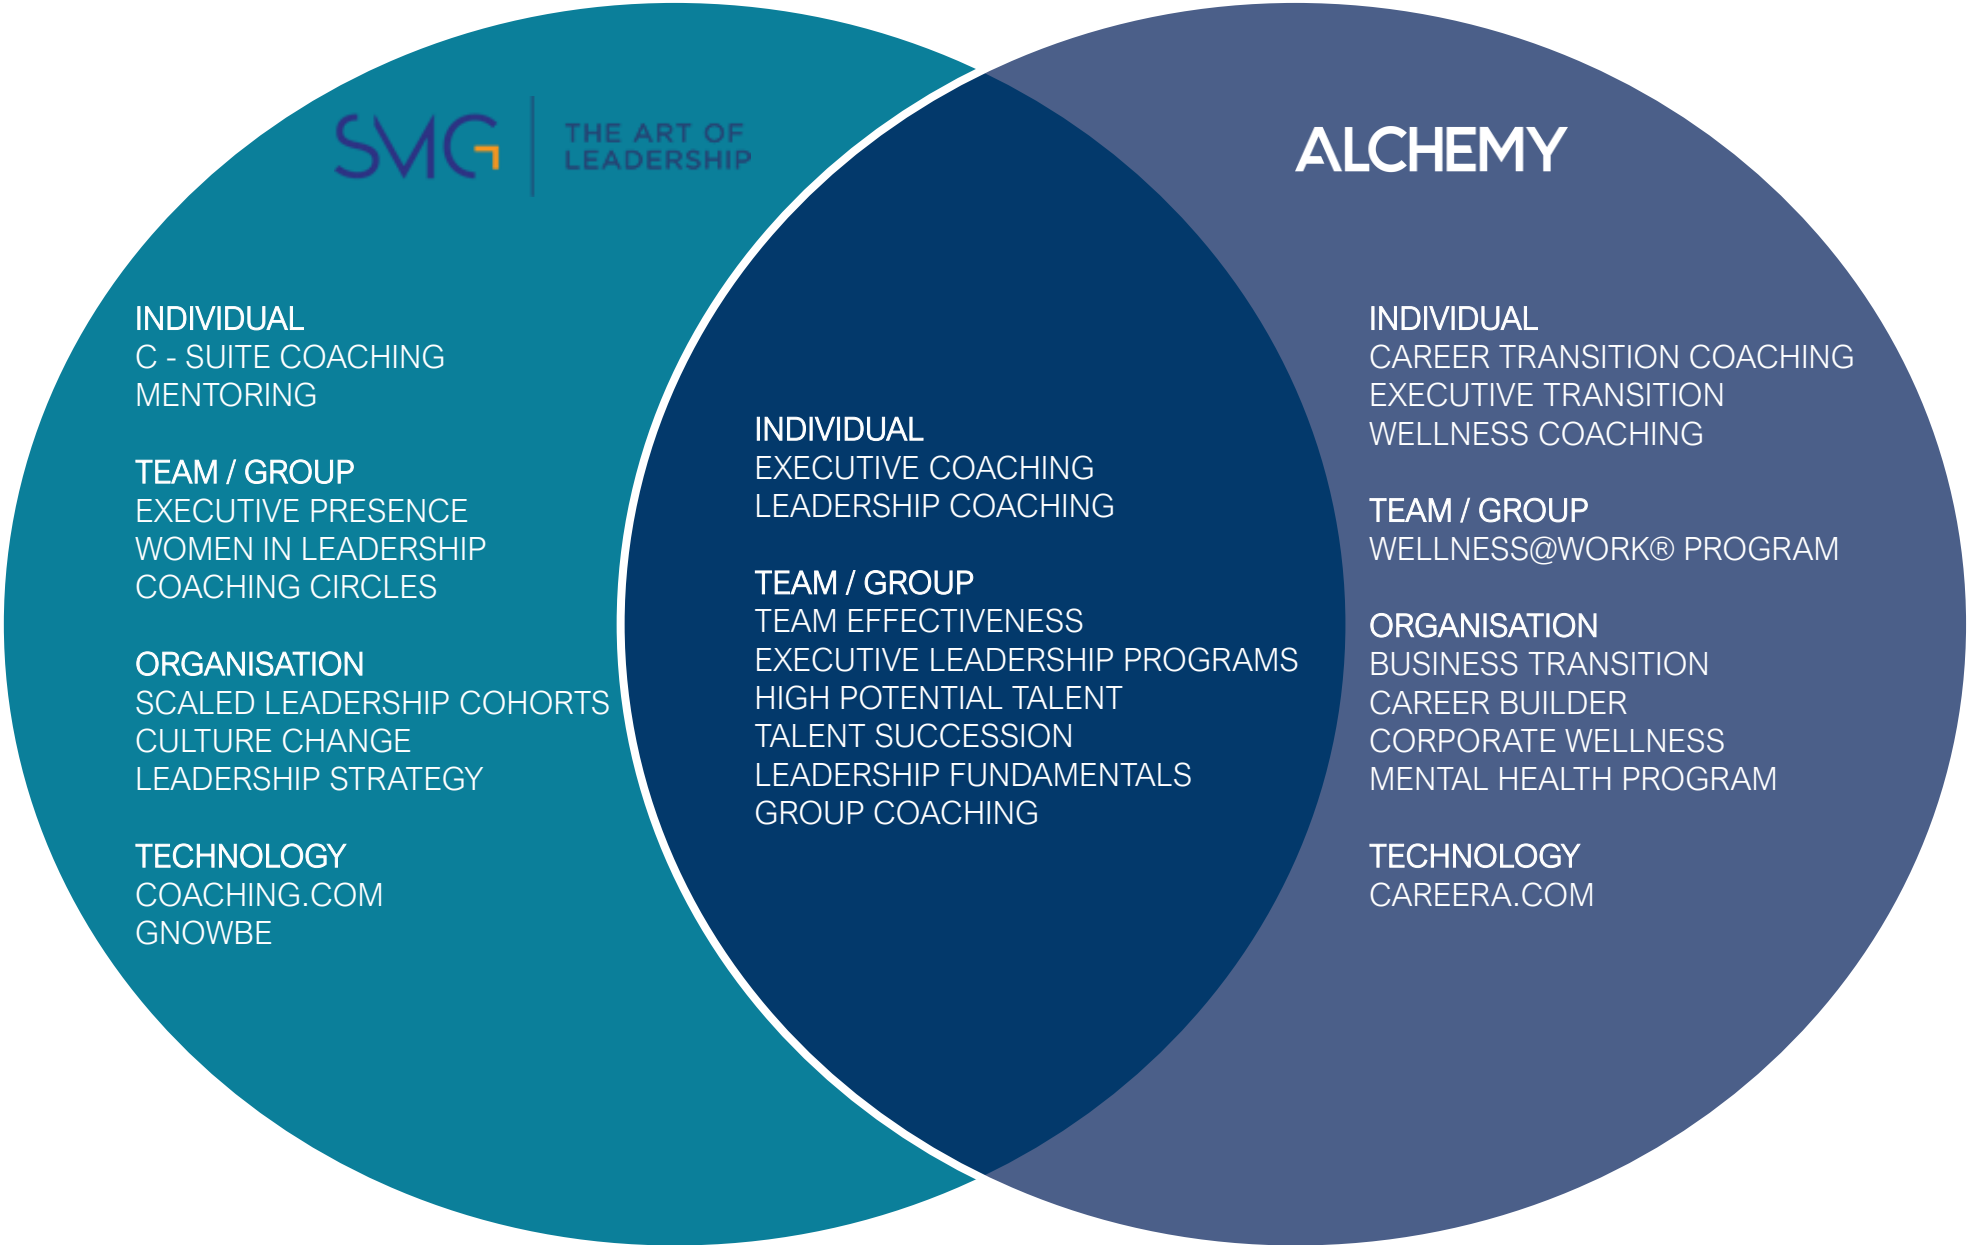 SMG
THE ART OF
LEADERSHIP
INDIVIDUAL
C - SUITE COACHING
MENTORING
TEAM / GROUP
EXECUTIVE PRESENCE
WOMEN IN LEADERSHIP
COACHING CIRCLES
ORGANISATION
SCALED LEADERSHIP COHORTS
CULTURE CHANGE
LEADERSHIP STRATEGY
TECHNOLOGY
COACHING.COM
GNOWBE
INDIVIDUAL
EXECUTIVE COACHING
LEADERSHIP COACHING
TEAM / GROUP
TEAM EFFECTIVENESS
EXECUTIVE LEADERSHIP PROGRAMS
HIGH POTENTIAL TALENT
TALENT SUCCESSION
LEADERSHIP FUNDAMENTALS
GROUP COACHING
ALCHEMY
INDIVIDUAL
CAREER TRANSITION COACHING
EXECUTIVE TRANSITION
WELLNESS COACHING
TEAM / GROUP
WELLNESS@WORK® PROGRAM
ORGANISATION
BUSINESS TRANSITION
CAREER BUILDER
CORPORATE WELLNESS
MENTAL HEALTH PROGRAM
TECHNOLOGY
CAREERA.COM